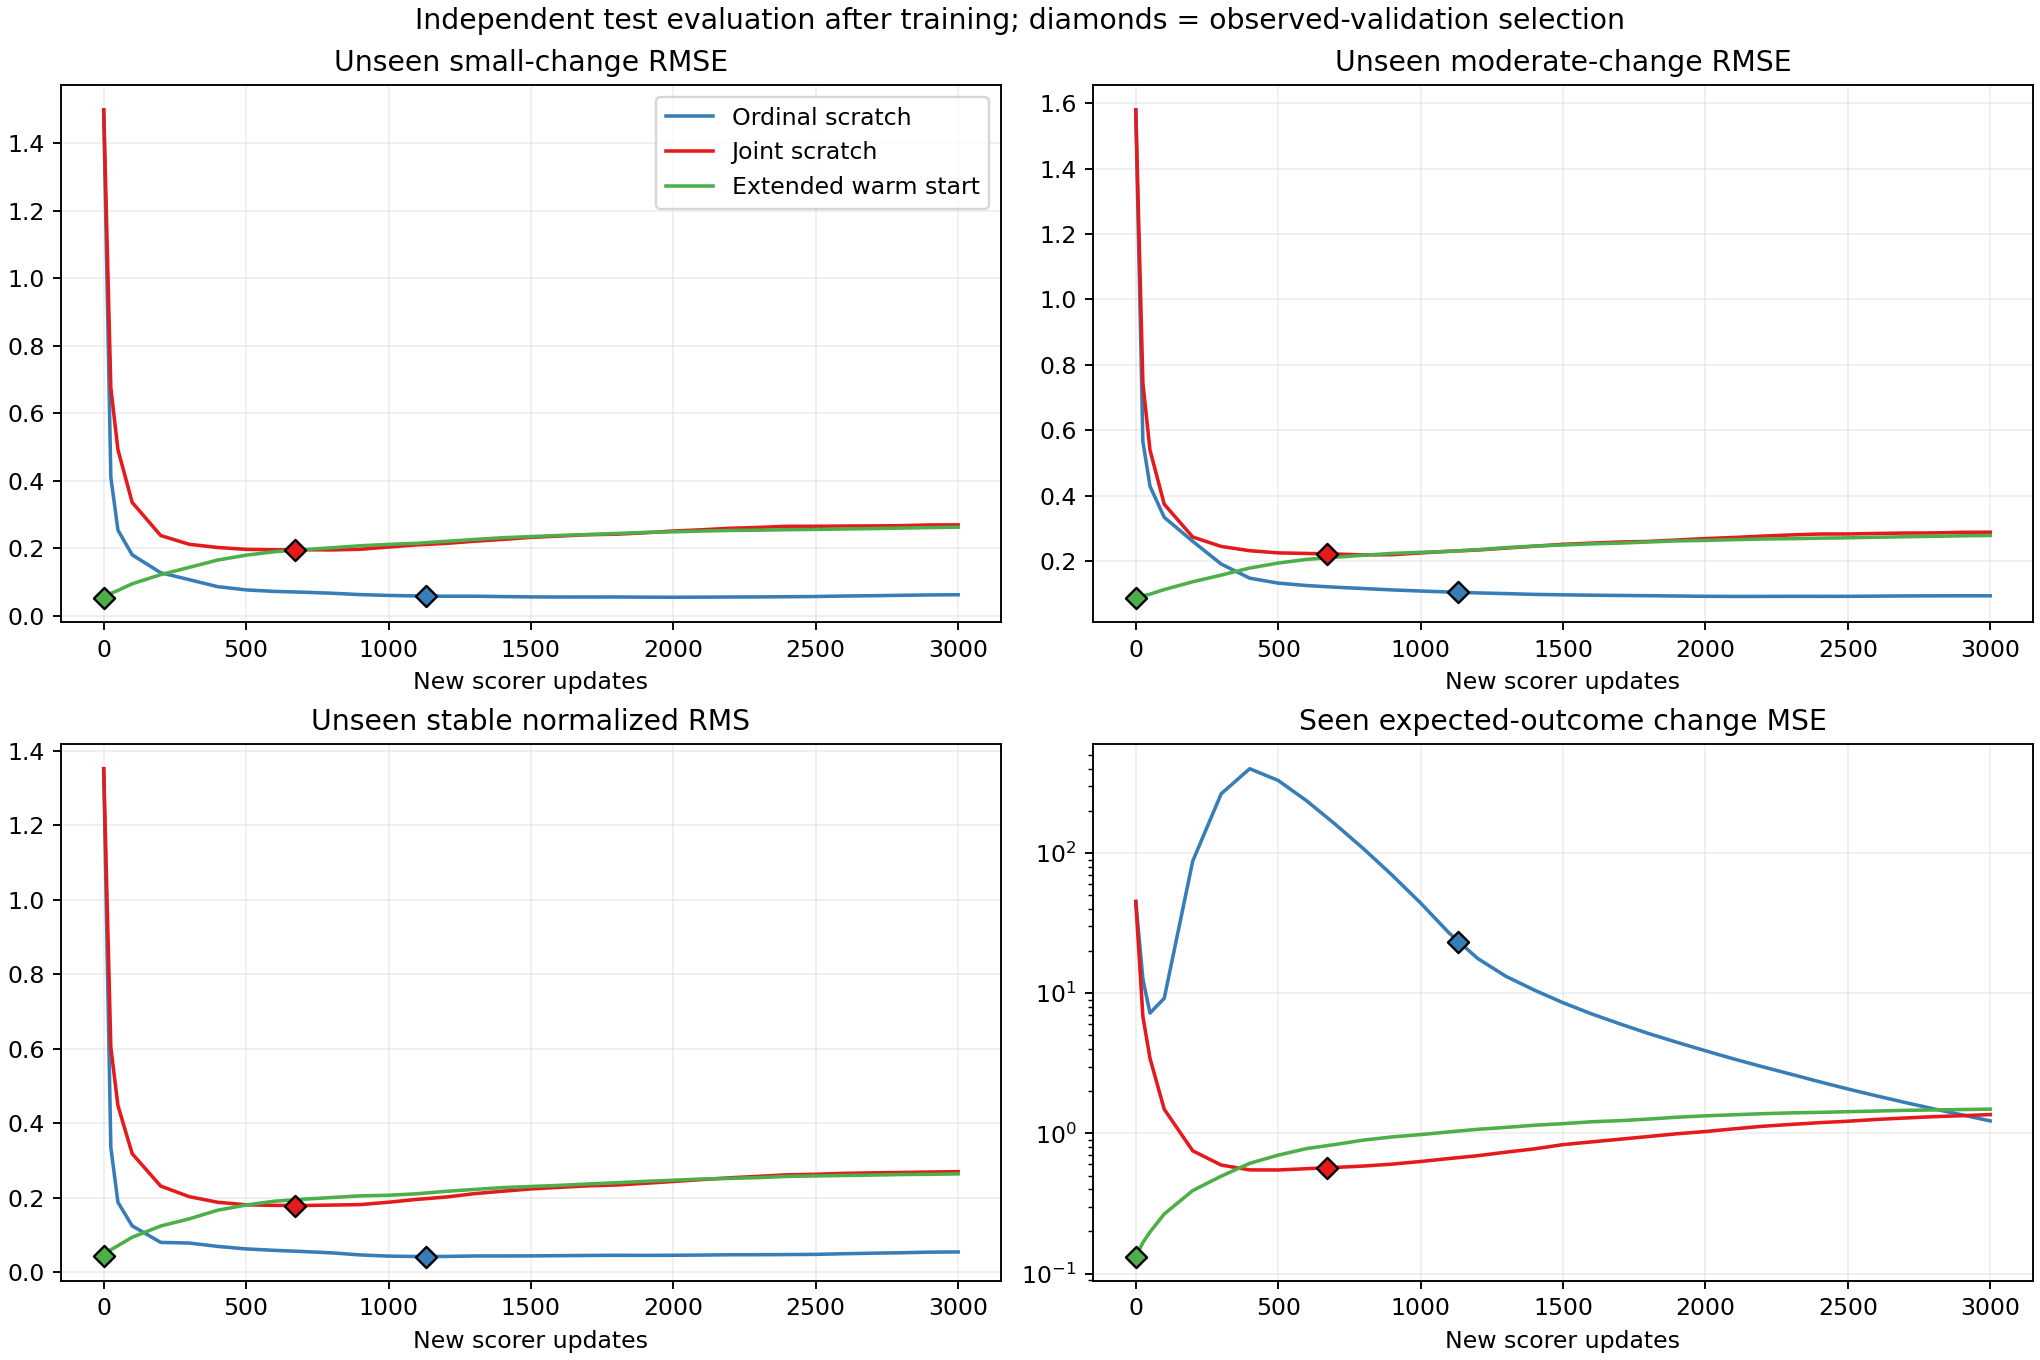 Independent test evaluation after training; diamonds = observed-validation selection
Unseen small-change RMSE
1.4
1.2
1.0
0.8
0.6
0.4
0.2
0.0
Ordinal scratch
Joint scratch
Extended warm start
0 500 1000 1500 2000 2500 3000
New scorer updates
Unseen moderate-change RMSE
1.6
1.4
1.2
1.0
0.8
0.6
0.4
0.2
0 500 1000 1500 2000 2500 3000
New scorer updates
Unseen stable normalized RMS
1.4
1.2
1.0
0.8
0.6
0.4
0.2
0.0
0 500 1000 1500 2000 2500 3000
New scorer updates
Seen expected-outcome change MSE
10²
10¹
10⁰
10⁻¹
0 500 1000 1500 2000 2500 3000
New scorer updates